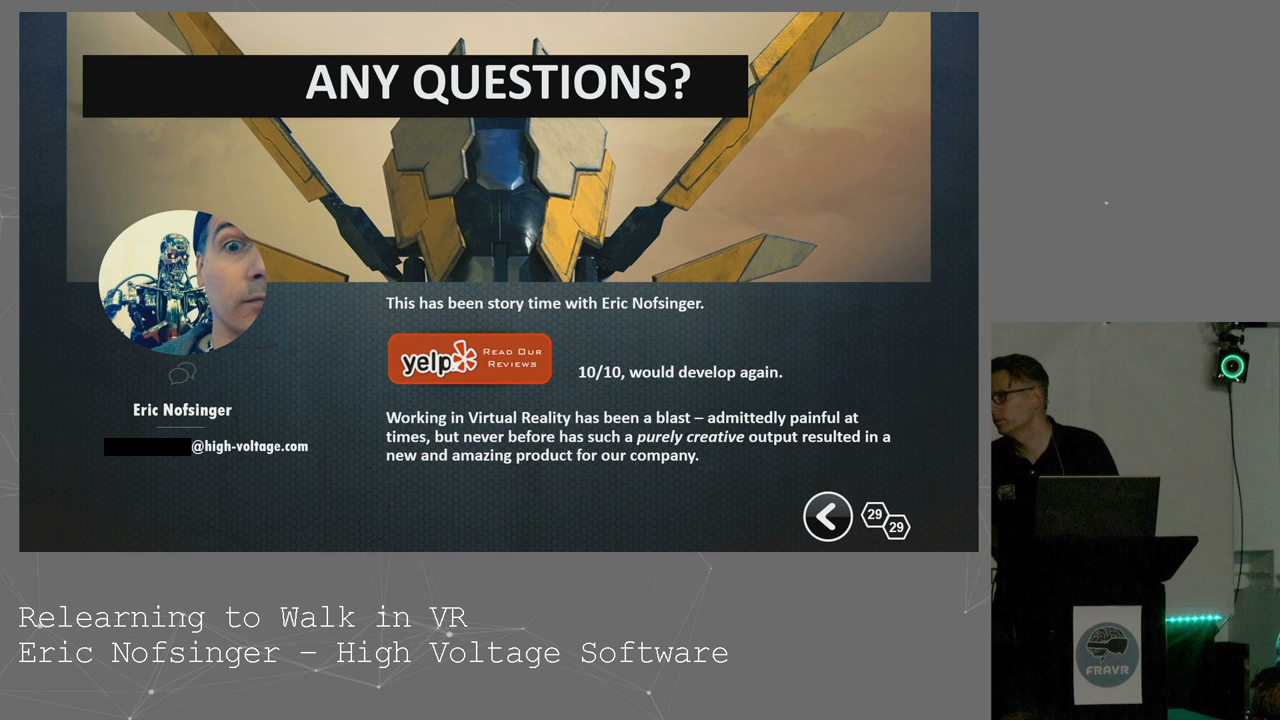 ANY QUESTIONS?
This has been story time with Eric Nofsinger.
yelp READ OUR
REVIEWS
10/10, would develop again.
Eric Nofsinger
@high-voltage.com
Working in Virtual Reality has been a blast – admittedly painful at
times, but never before has such a purely creative output resulted in a
new and amazing product for our company.
29
29
Relearning to Walk in VR
Eric Nofsinger – High Voltage Software
FRAVR